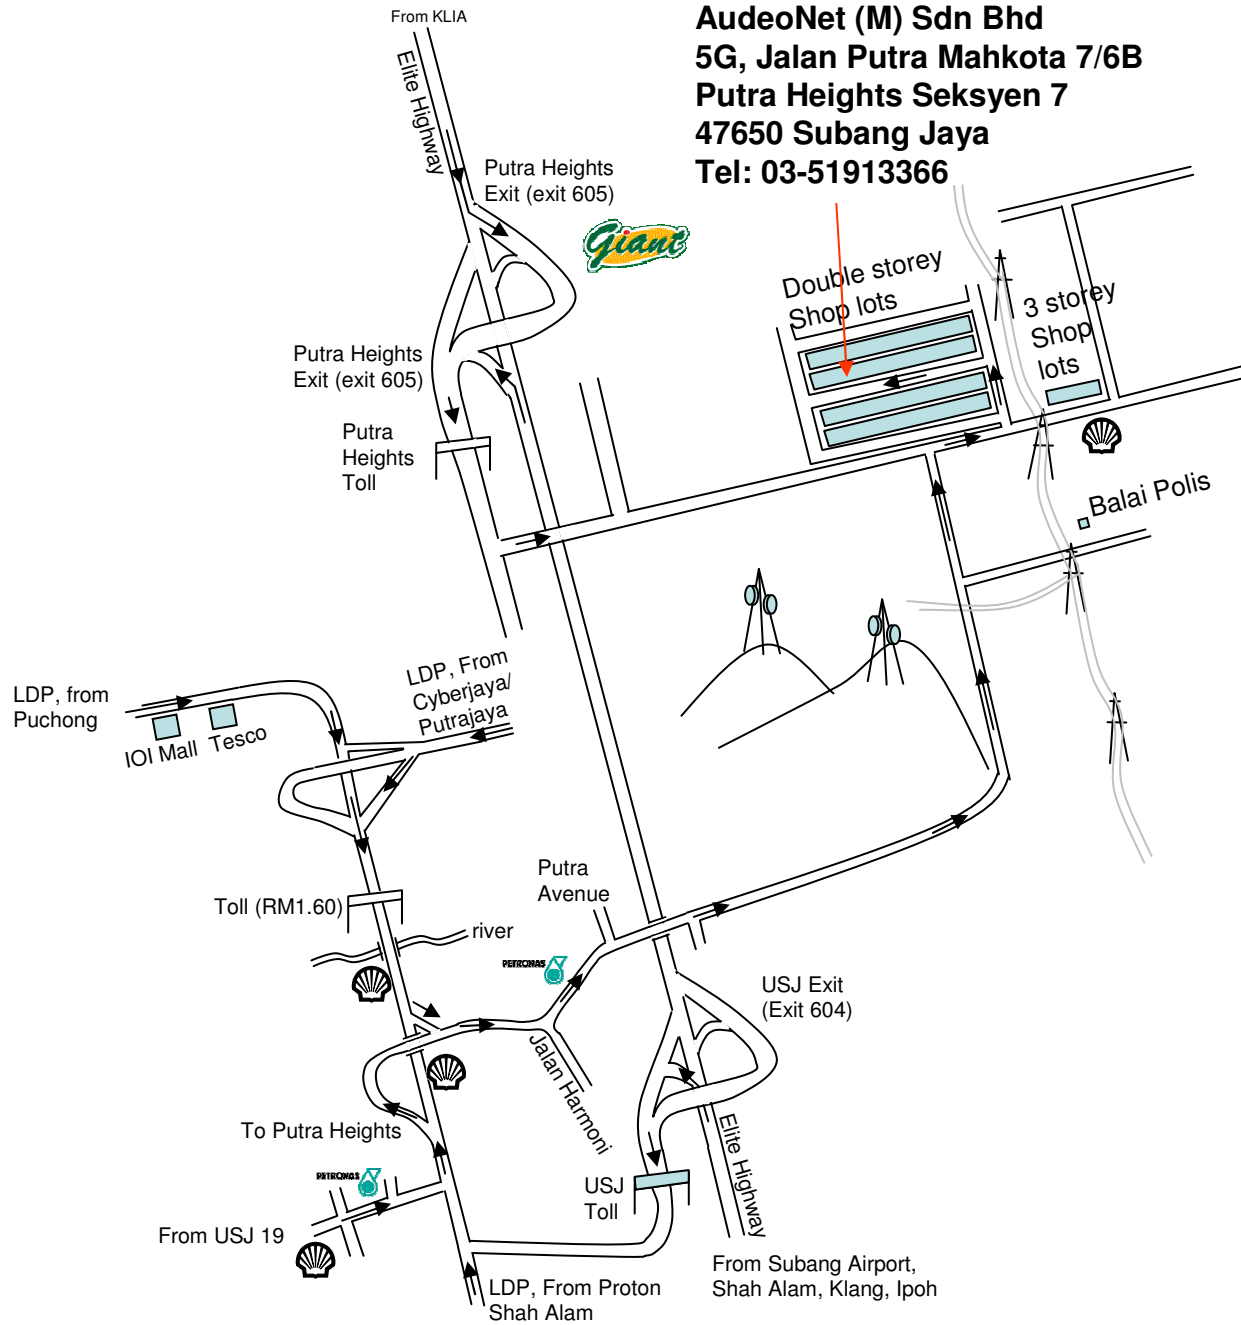 From KLIA
AudeoNet (M) Sdn Bhd
5G, Jalan Putra Mahkota 7/6B
Putra Heights Seksyen 7
47650 Subang Jaya
Tel: 03-51913366
Elite Highway
Putra Heights
Exit (exit 605)
Giant
Double storey
Shop lots
3 storey
Shop
lots
Putra Heights
Exit (exit 605)
Putra
Heights
Toll
Balai Polis
LDP, From
Cyberjaya/
Putrajaya
LDP, from
Puchong
IOI Mall
Tesco
Putra
Avenue
Toll (RM1.60)
river
PETRONAS
USJ Exit
(Exit 604)
Jalan Harmoni
To Putra Heights
Elite Highway
PETRONAS
USJ
Toll
From USJ 19
From Subang Airport,
Shah Alam, Klang, Ipoh
LDP, From Proton
Shah Alam